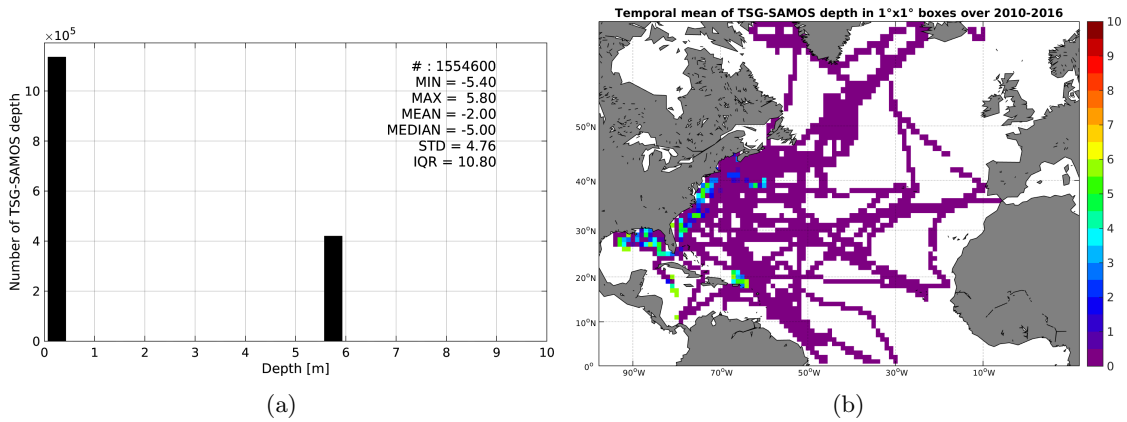 ×10⁵
# : 1554600
MIN = -5.40
MAX = 5.80
MEAN = -2.00
MEDIAN = -5.00
STD = 4.76
IQR = 10.80
10
8
6
4
2
0
Number of TSG-SAMOS depth
0 1 2 3 4 5 6 7 8 9 10
Depth [m]
(a)
Temporal mean of TSG-SAMOS depth in 1°x1° boxes over 2010-2016
50°N
40°N
30°N
20°N
10°N
0°
90°W 70°W 50°W 30°W 10°W
10
9
8
7
6
5
4
3
2
1
0
(b)